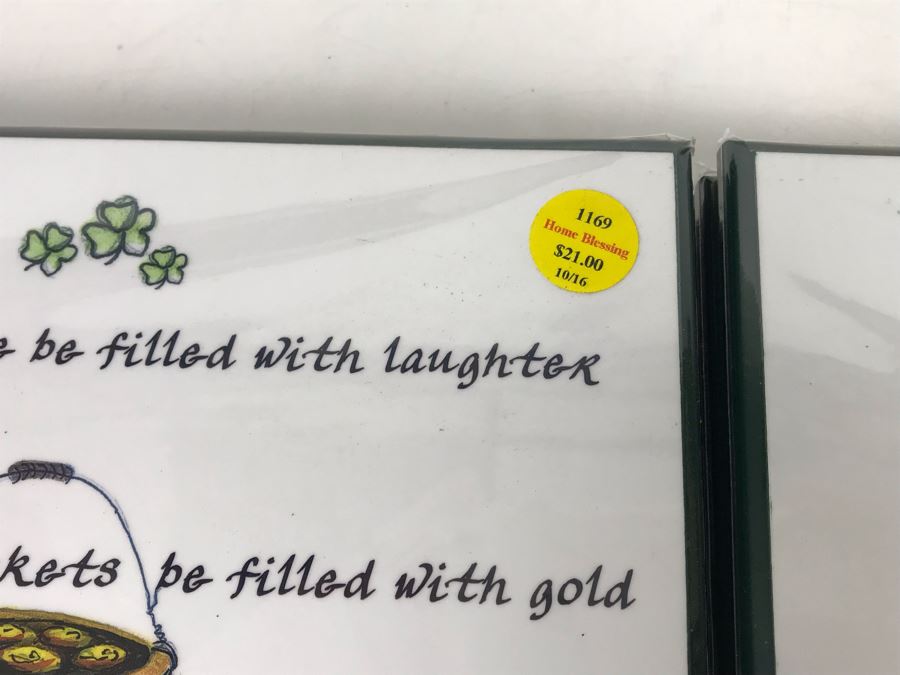 1169
Home Blessing
$21.00
10/16
be filled with laughter
kets be filled with gold